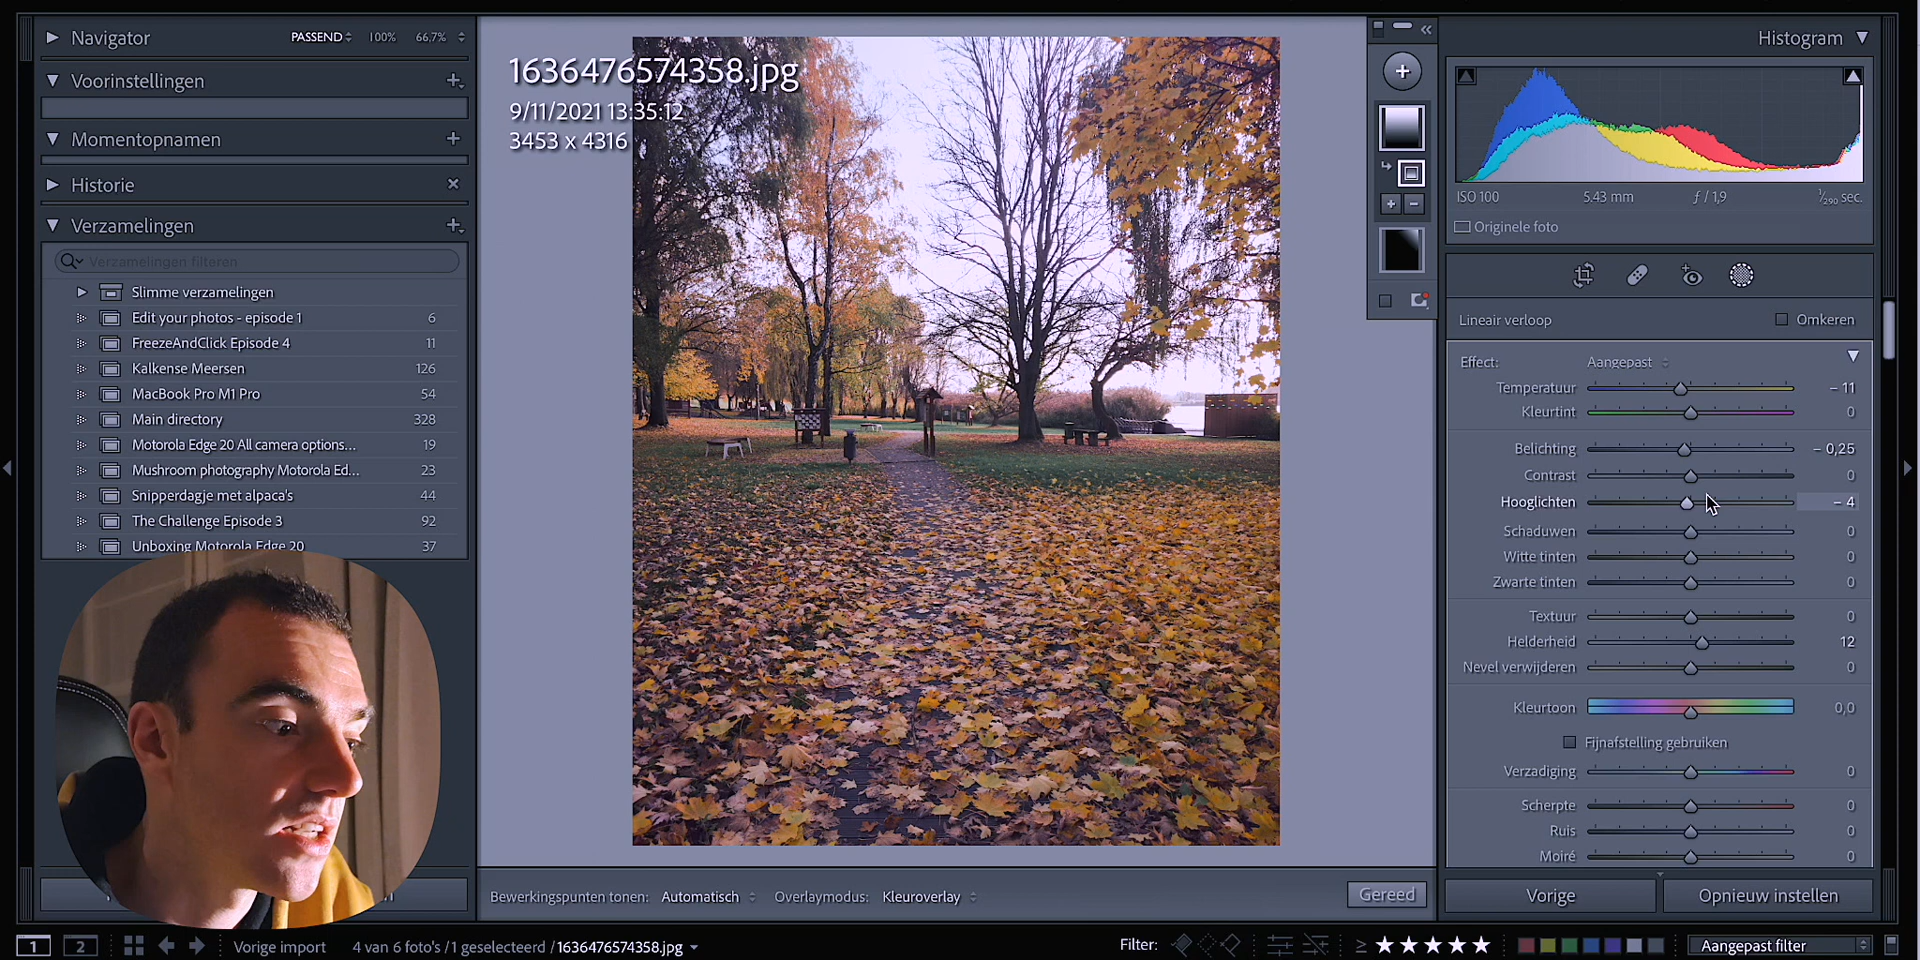 Navigator PASSEND 100% 66,7%
Voorinstellingen
Momentopnamen
Historie
Verzamelingen
Verzamelingen filteren
Slimme verzamelingen
Edit your photos - episode 1 6
FreezeAndClick Episode 4 11
Kalkense Meersen 126
MacBook Pro M1 Pro 54
Main directory 328
Motorola Edge 20 All camera options... 19
Mushroom photography Motorola Ed... 23
Snipperdagje met alpaca's 44
The Challenge Episode 3 92
Unboxing Motorola Edge 20 37
1636476574358.jpg
9/11/2021 13:35:12
3453 x 4316
Histogram
ISO 100 5,43 mm ƒ / 1,9 1/290 sec.
Originele foto
Lineair verloop Omkeren
Effect: Aangepast
Temperatuur - 11
Kleurtint 0
Belichting - 0,25
Contrast 0
Hooglichten - 4
Schaduwen 0
Witte tinten 0
Zwarte tinten 0
Textuur 0
Helderheid 12
Nevel verwijderen 0
Kleurtoon 0,0
Fijnafstelling gebruiken
Verzadiging 0
Scherpte 0
Ruis 0
Moiré 0
Bewerkingspunten tonen: Automatisch Overlaymodus: Kleuroverlay Gereed
Vorige Opnieuw instellen
1 2 Vorige import 4 van 6 foto's /1 geselecteerd /1636476574358.jpg Filter: ≥ ★★★★★ Aangepast filter